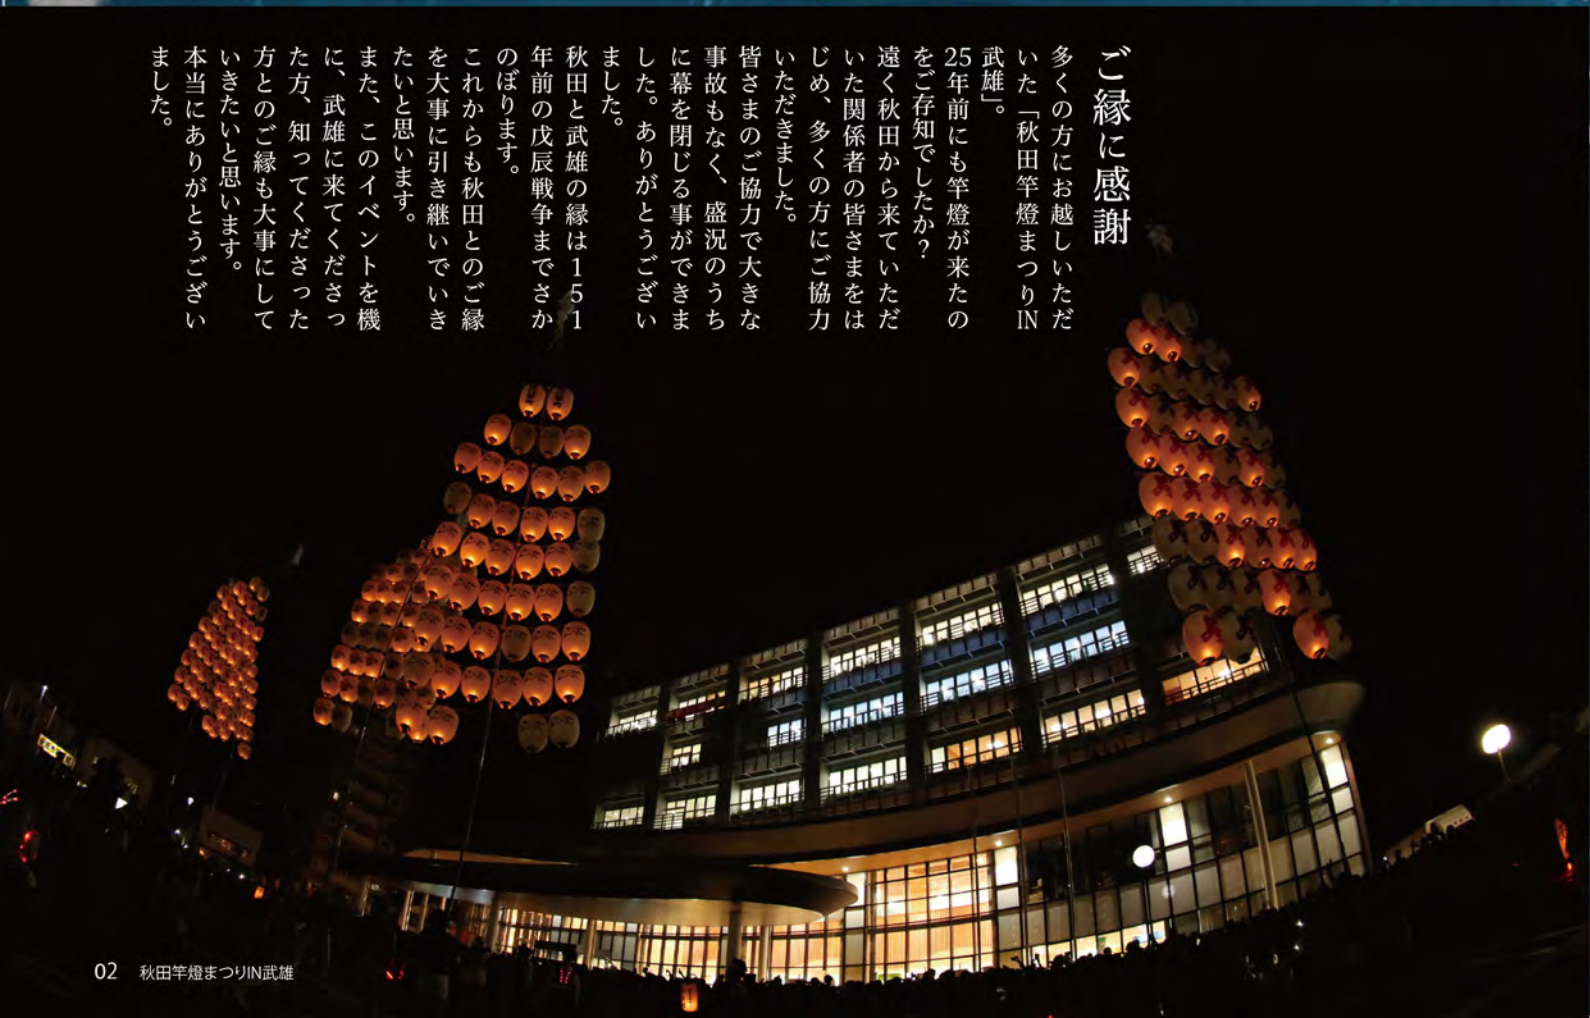 ご縁に感謝
多くの方にお越しいただ
いた「秋田竿燈まつりIN
武雄」。
25年前にも竿燈が来たの
をご存知でしたか?
遠く秋田から来ていただ
いた関係者の皆さまをは
じめ、多くの方にご協力
いただきました。
皆さまのご協力で大きな
事故もなく、盛況のうち
に幕を閉じる事ができま
した。ありがとうござい
ました。
秋田と武雄の縁は151
年前の戊辰戦争までさか
のぼります。
これからも秋田とのご縁
を大事に引き継いでいき
たいと思います。
また、このイベントを機
に、武雄に来てくださっ
た方、知ってくださった
方とのご縁も大事にして
いきたいと思います。
本当にありがとうござい
ました。
02 秋田竿燈まつりIN武雄